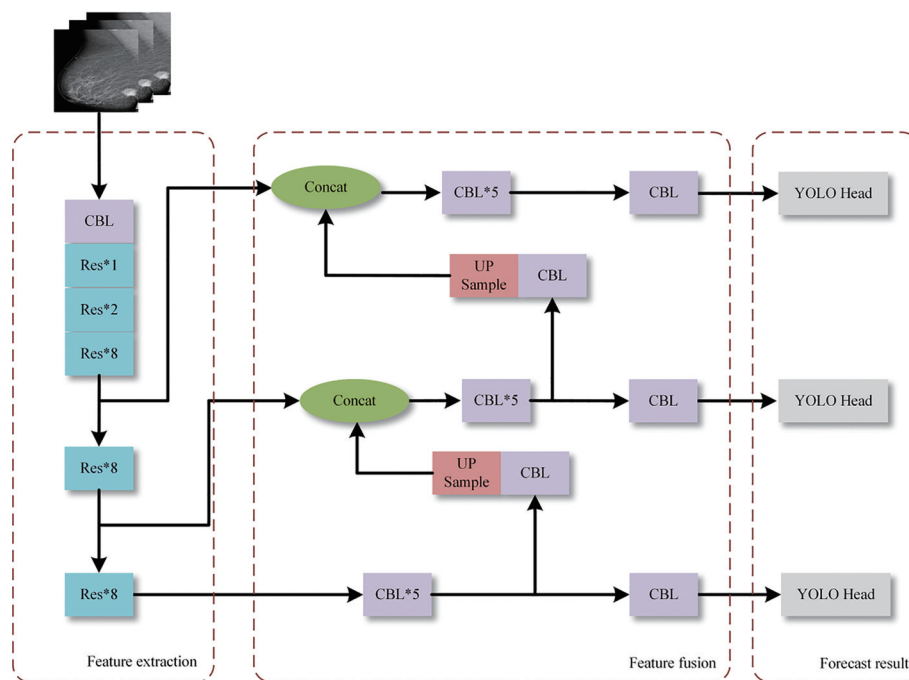 Concat
CBL*5
CBL
YOLO Head
CBL
Res*1
Res*2
Res*8
UP
Sample
CBL
Concat
CBL*5
CBL
YOLO Head
Res*8
UP
Sample
CBL
Res*8
CBL*5
CBL
YOLO Head
Feature extraction
Feature fusion
Forecast result